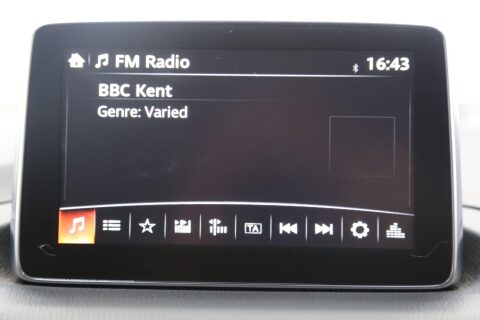 FM Radio 16:43
BBC Kent
Genre: Varied
TA